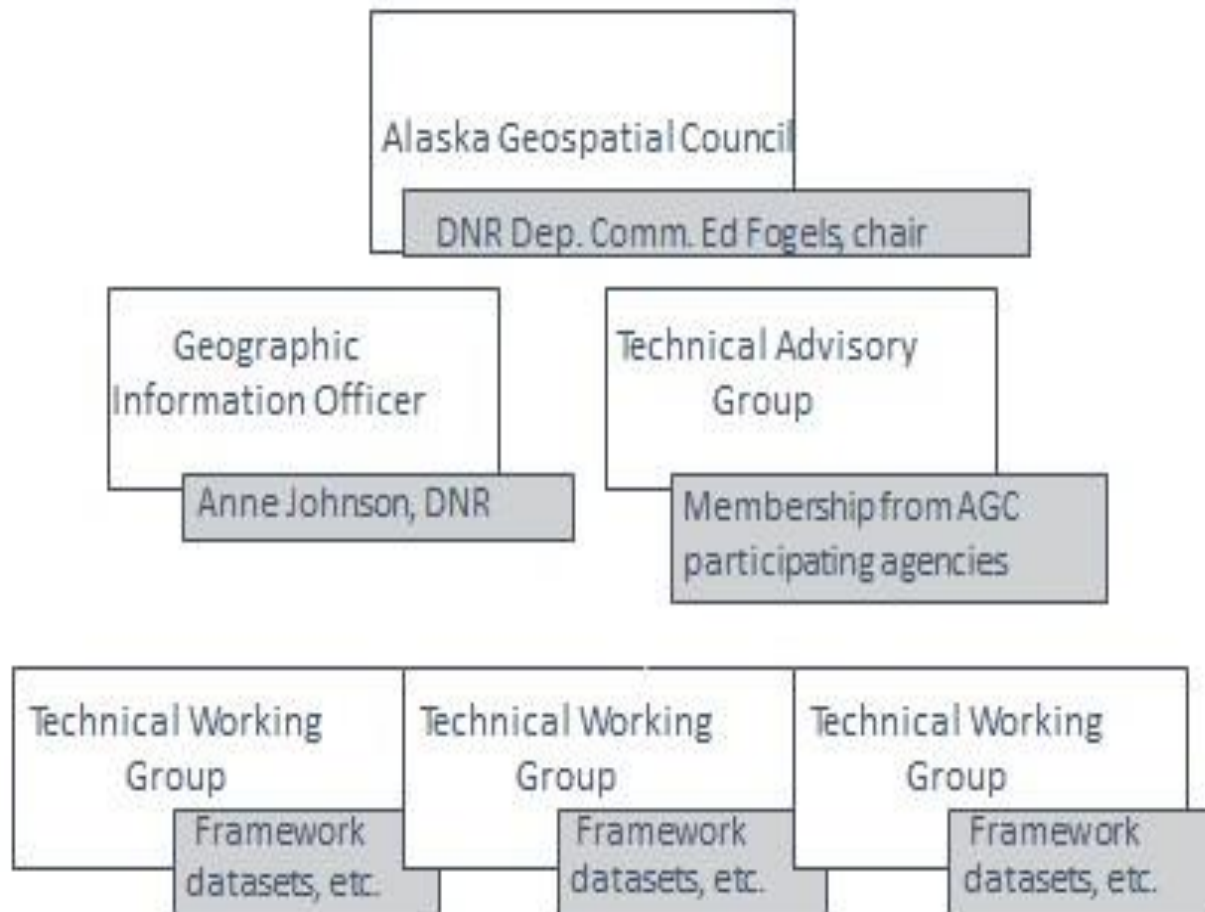 Alaska Geospatial Council
DNR Dep. Comm. Ed Fogels, chair
Geographic
Information Officer
Anne Johnson, DNR
Technical Advisory
Group
Membership from AGC
participating agencies
Technical Working
Group
Framework
datasets, etc.
Technical Working
Group
Framework
datasets, etc.
Technical Working
Group
Framework
datasets, etc.